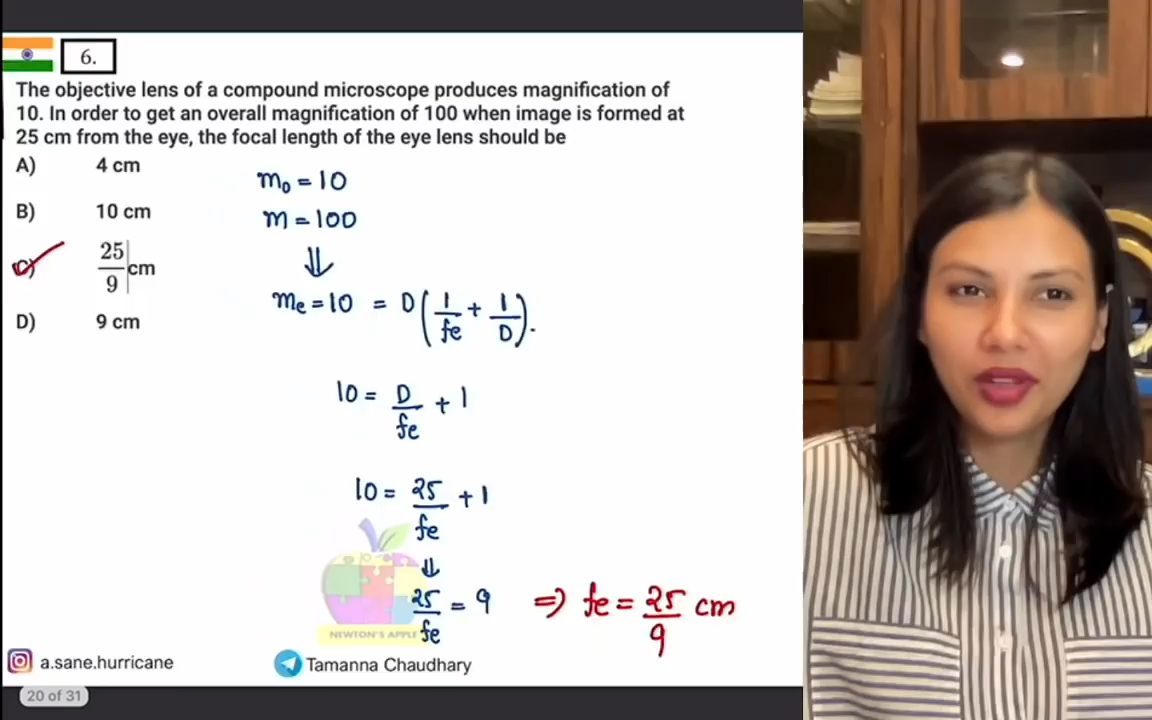 6.
The objective lens of a compound microscope produces magnification of
10. In order to get an overall magnification of 100 when image is formed at
25 cm from the eye, the focal length of the eye lens should be
A) 4 cm
B) 10 cm
C) 25/9 cm
D) 9 cm
m₀ = 10
m = 100
⇓
me = 10 = D(1/fe + 1/D).
10 = D/fe + 1
10 = 25/fe + 1
⇓
25/fe = 9 ⇒ fe = 25/9 cm
NEWTON'S APPLE
a.sane.hurricane
Tamanna Chaudhary
20 of 31